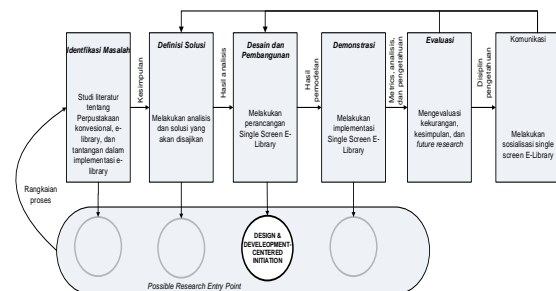 Identfikasi Masalah
Studi literatur
tentang
Perpustakaan
konvesional, e-
library, dan
tantangan dalam
implementasi e-
library
Kesimpulan
Definisi Solusi
Melakukan analisis
dan solusi yang
akan disajikan
Hasil analisis
Desain dan
Pembangunan
Melakukan
perancangan
Single Screen E-
Library
Hasil
pemodelan
Demonstrasi
Melakukan
implementasi
Single Screen E-
Library
Metrics, analisis,
dan pengetahuan
Evaluasi
Mengevaluasi
kekurangan,
kesimpulan, dan
future research
Disiplin
pengetahuan
Komunikasi
Melakukan
sosialisasi single
screen E-Library
Rangkaian
proses
DESIGN &
DEVELEOPMENT-
CENTERED
INITIATION
Possible Research Entry Point